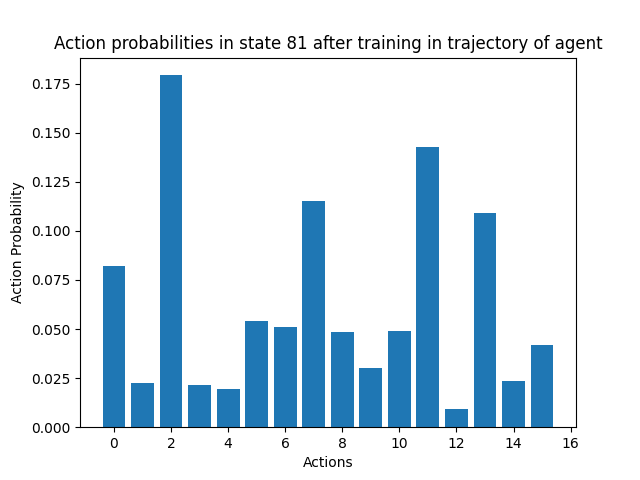 Action probabilities in state 81 after training in trajectory of agent
0.175
0.150
0.125
0.100
0.075
0.050
0.025
0.000
Action Probability
0 2 4 6 8 10 12 14 16
Actions